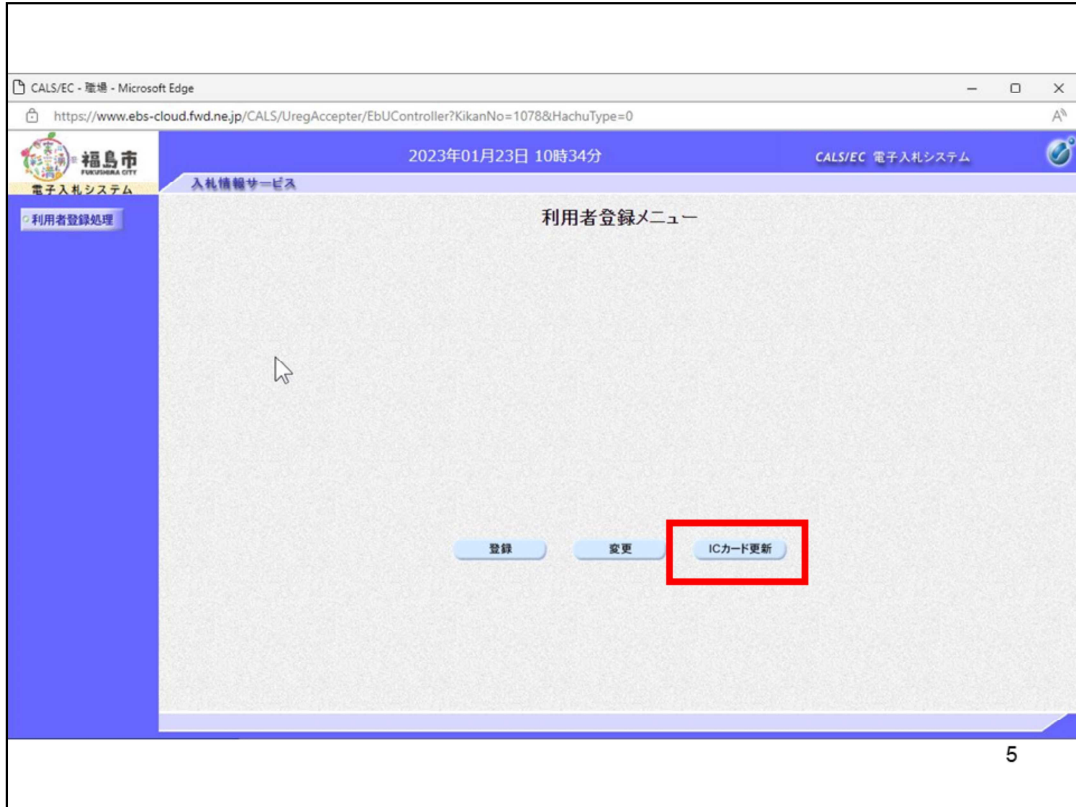 CALS/EC - 職場 - Microsoft Edge
https://www.ebs-cloud.fwd.ne.jp/CALS/UregAccepter/EbUController?KikanNo=1078&HachuType=0
福島市
FUKUSHIMA CITY
電子入札システム
2023年01月23日 10時34分
CALS/EC 電子入札システム
入札情報サービス
利用者登録処理
利用者登録メニュー
登録
変更
ICカード更新
5